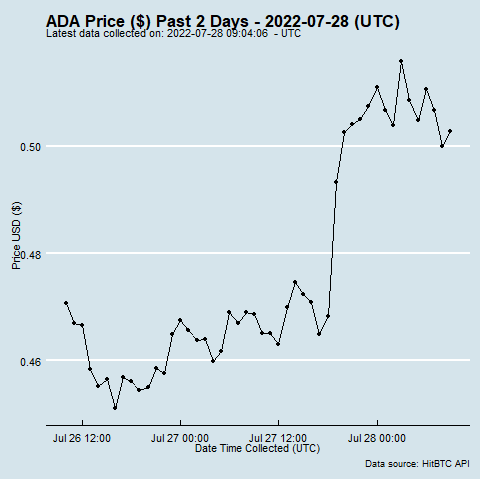 ADA Price ($) Past 2 Days - 2022-07-28 (UTC)
Latest data collected on: 2022-07-28 09:04:06 - UTC
Price USD ($)
0.50
0.48
0.46
Jul 26 12:00
Jul 27 00:00
Jul 27 12:00
Jul 28 00:00
Date Time Collected (UTC)
Data source: HitBTC API